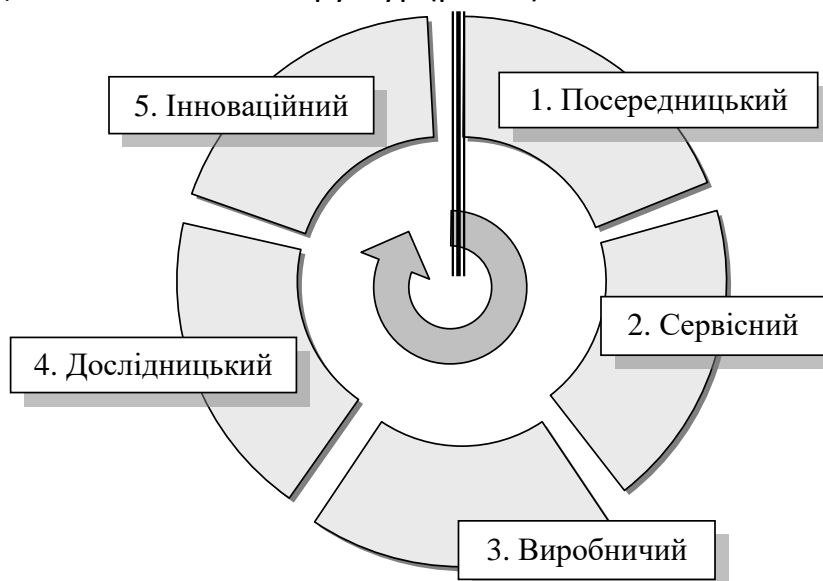 1. Посередницький
2. Сервісний
3. Виробничий
4. Дослідницький
5. Інноваційний